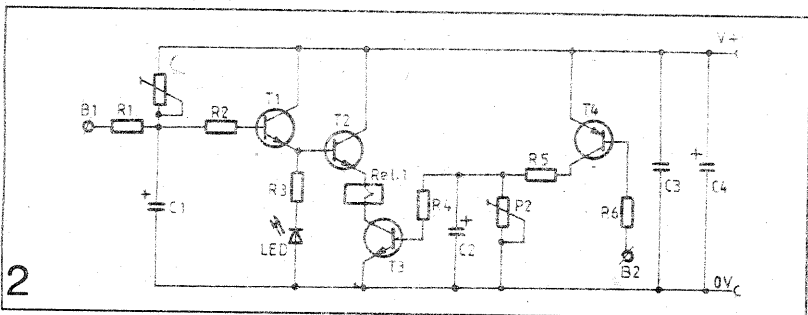 V+
B1
R1
R2
T1
T2
T4
R3
Rel.1
R5
R4
P2
C3
C4
C1
LED
T3
C2
R6
B2
0V
2